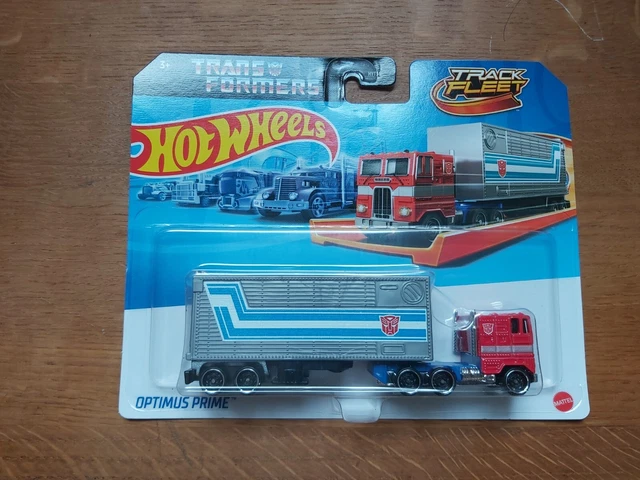 3+
TRANS
FORMERS
TRACK
FLEET
HOT WHEELS
OPTIMUS PRIME™
MATTEL